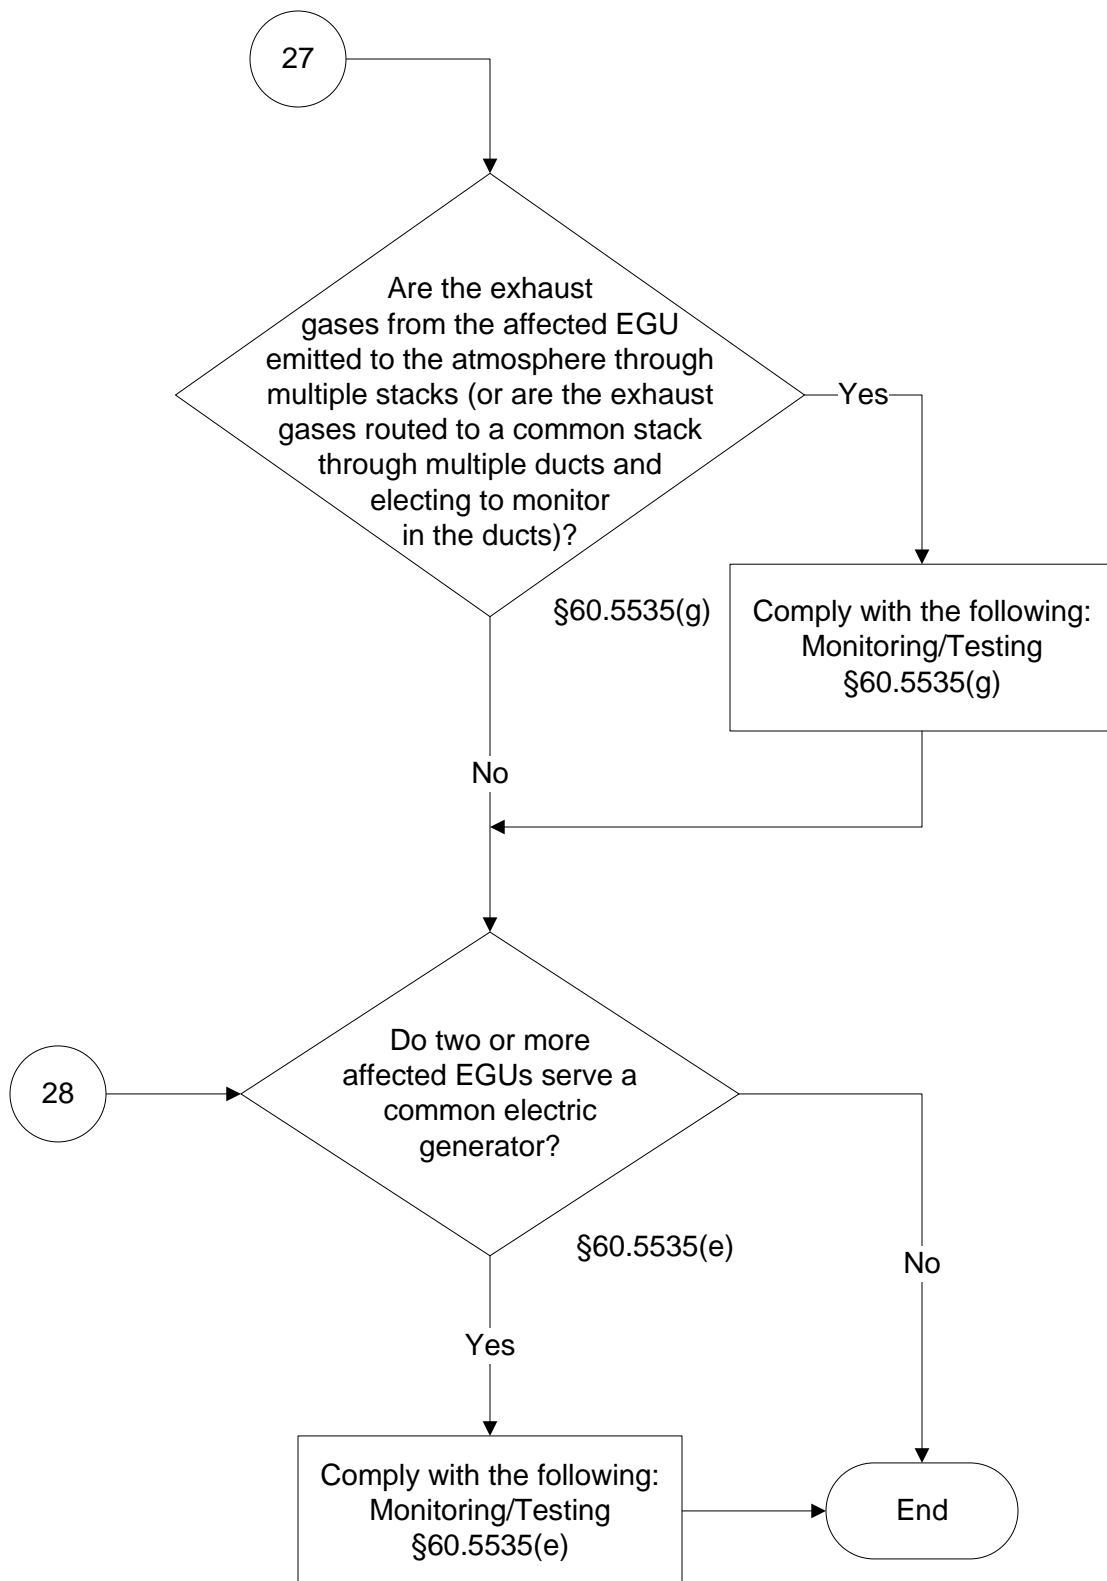 27
Are the exhaust
gases from the affected EGU
emitted to the atmosphere through
multiple stacks (or are the exhaust
gases routed to a common stack
through multiple ducts and
electing to monitor
in the ducts)?
Yes
§60.5535(g)
Comply with the following:
Monitoring/Testing
§60.5535(g)
No
28
Do two or more
affected EGUs serve a
common electric
generator?
§60.5535(e)
No
Yes
Comply with the following:
Monitoring/Testing
§60.5535(e)
End